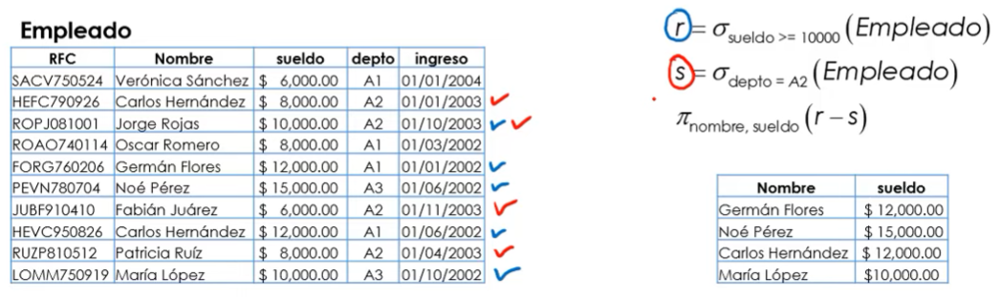 Empleado
RFC Nombre sueldo depto ingreso
SACV750524 Verónica Sánchez $ 6,000.00 A1 01/01/2004
HEFC790926 Carlos Hernández $ 8,000.00 A2 01/01/2003
ROPJ081001 Jorge Rojas $ 10,000.00 A2 01/10/2003
ROAO740114 Oscar Romero $ 8,000.00 A1 01/03/2002
FORG760206 Germán Flores $ 12,000.00 A1 01/01/2002
PEVN780704 Noé Pérez $ 15,000.00 A3 01/06/2002
JUBF910410 Fabián Juárez $ 6,000.00 A2 01/11/2003
HEVC950826 Carlos Hernández $ 12,000.00 A1 01/06/2002
RUZP810512 Patricia Ruíz $ 8,000.00 A2 01/04/2003
LOMM750919 María López $ 10,000.00 A3 01/10/2002
r = σ sueldo >= 10000 (Empleado)
s = σ depto = A2 (Empleado)
π nombre, sueldo (r – s)
Nombre sueldo
Germán Flores $ 12,000.00
Noé Pérez $ 15,000.00
Carlos Hernández $ 12,000.00
María López $10,000.00